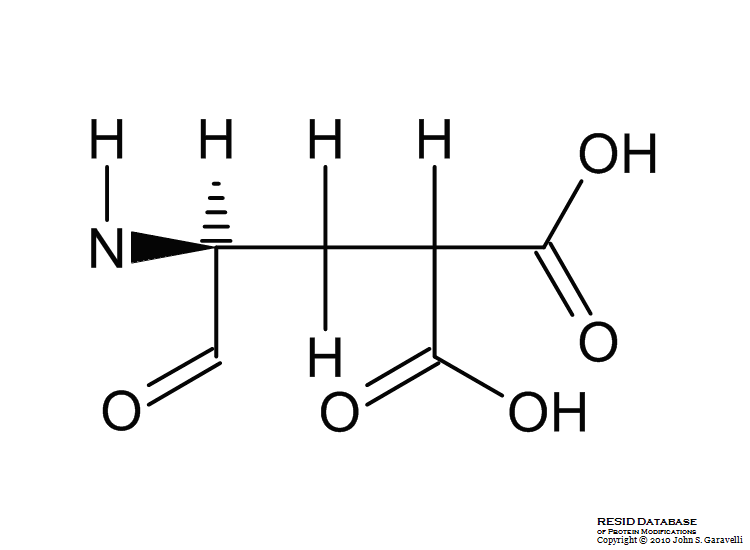 H H H H
OH
N
H
O
O O OH
RESID DATABASE
OF PROTEIN MODIFICATIONS
Copyright © 2010 John S. Garavelli